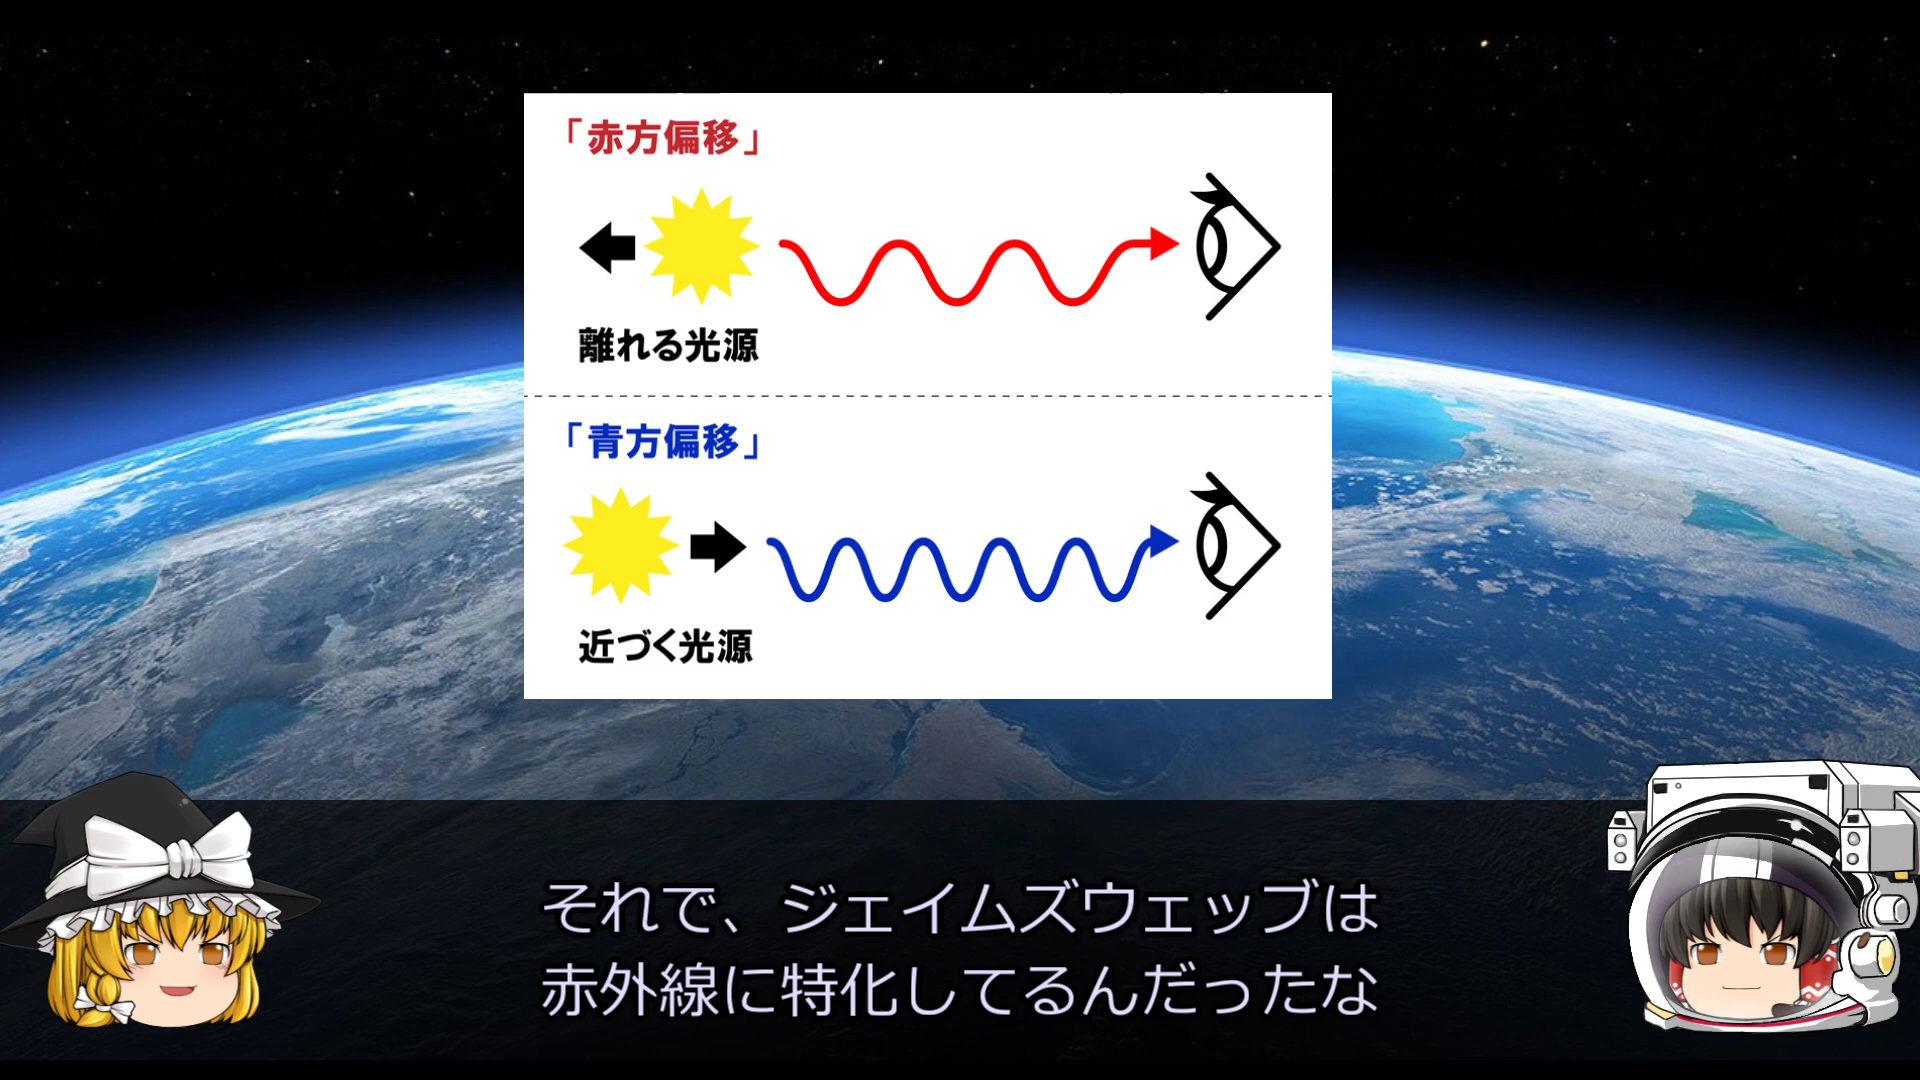 「赤方偏移」
離れる光源
「青方偏移」
近づく光源
それで、ジェイムズウェッブは
赤外線に特化してるんだったな